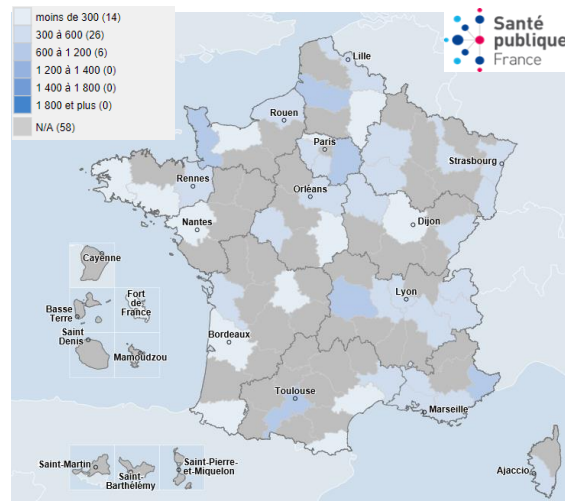 moins de 300 (14)
300 à 600 (26)
600 à 1 200 (6)
1 200 à 1 400 (0)
1 400 à 1 800 (0)
1 800 et plus (0)
N/A (58)
Santé
publique
France
Lille
Rouen
Paris
Strasbourg
Rennes
Orléans
Nantes
Dijon
Cayenne
Lyon
Basse
Terre
Fort
de
France
Saint
Denis
Mamoudzou
Bordeaux
Toulouse
Marseille
Saint-Martin
Saint-
Barthélémy
Saint-Pierre-
et-Miquelon
Ajaccio